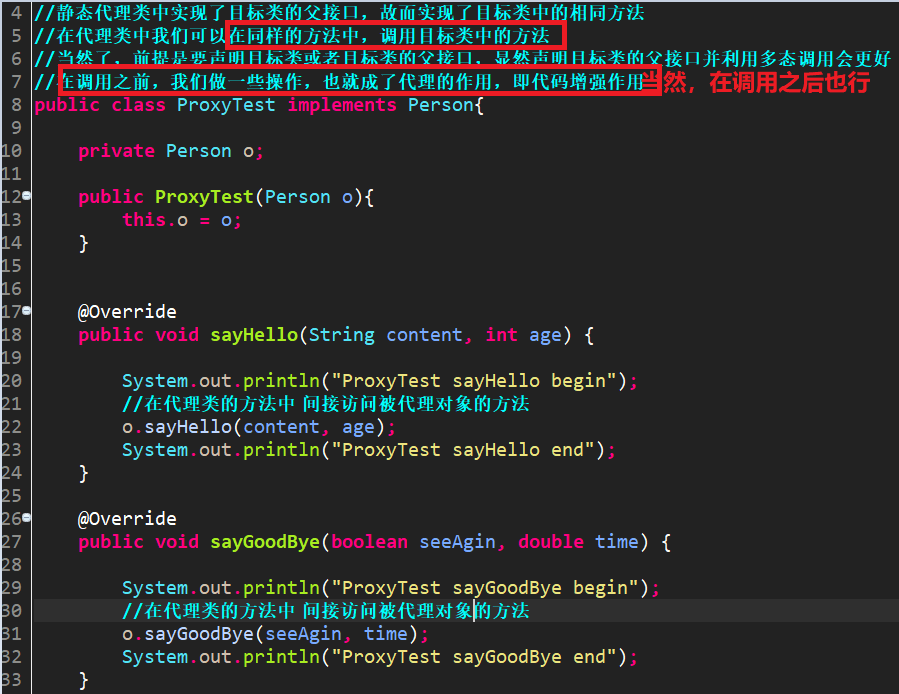 4 //静态代理类中实现了目标类的父接口，故而实现了目标类中的相同方法
5 //在代理类中我们可以在同样的方法中，调用目标类中的方法
6 //当然了，前提是要声明目标类或者目标类的父接口，显然声明目标类的父接口并利用多态调用会更好
7 //在调用之前，我们做一些操作，也就成了代理的作用，即代码增强作用 当然，在调用之后也行
8 public class ProxyTest implements Person{
9
10     private Person o;
11
12     public ProxyTest(Person o){
13         this.o = o;
14     }
15
16
17     @Override
18     public void sayHello(String content, int age) {
19
20         System.out.println("ProxyTest sayHello begin");
21         //在代理类的方法中 间接访问被代理对象的方法
22         o.sayHello(content, age);
23         System.out.println("ProxyTest sayHello end");
24     }
25
26     @Override
27     public void sayGoodBye(boolean seeAgin, double time) {
28
29         System.out.println("ProxyTest sayGoodBye begin");
30         //在代理类的方法中 间接访问被代理对象的方法
31         o.sayGoodBye(seeAgin, time);
32         System.out.println("ProxyTest sayGoodBye end");
33     }